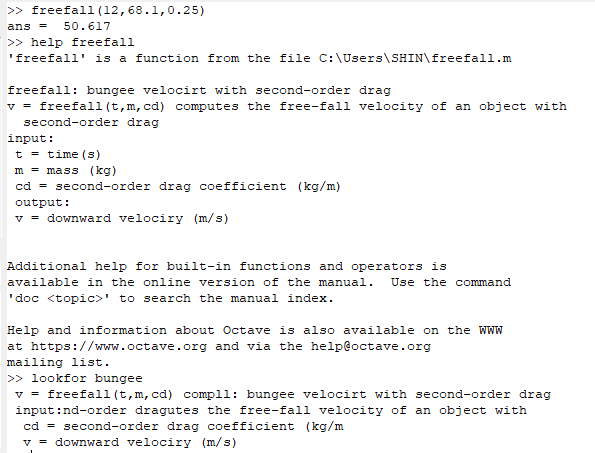 >> freefall(12,68.1,0.25)
ans =  50.617
>> help freefall
'freefall' is a function from the file C:\Users\SHIN\freefall.m
freefall: bungee velocirt with second-order drag
v = freefall(t,m,cd) computes the free-fall velocity of an object with
second-order drag
input:
t = time(s)
m = mass (kg)
cd = second-order drag coefficient (kg/m)
output:
v = downward velociry (m/s)
Additional help for built-in functions and operators is
available in the online version of the manual.  Use the command
'doc <topic>' to search the manual index.
Help and information about Octave is also available on the WWW
at https://www.octave.org and via the help@octave.org
mailing list.
>> lookfor bungee
v = freefall(t,m,cd) compll: bungee velocirt with second-order drag
input:nd-order dragutes the free-fall velocity of an object with
cd = second-order drag coefficient (kg/m
v = downward velociry (m/s)